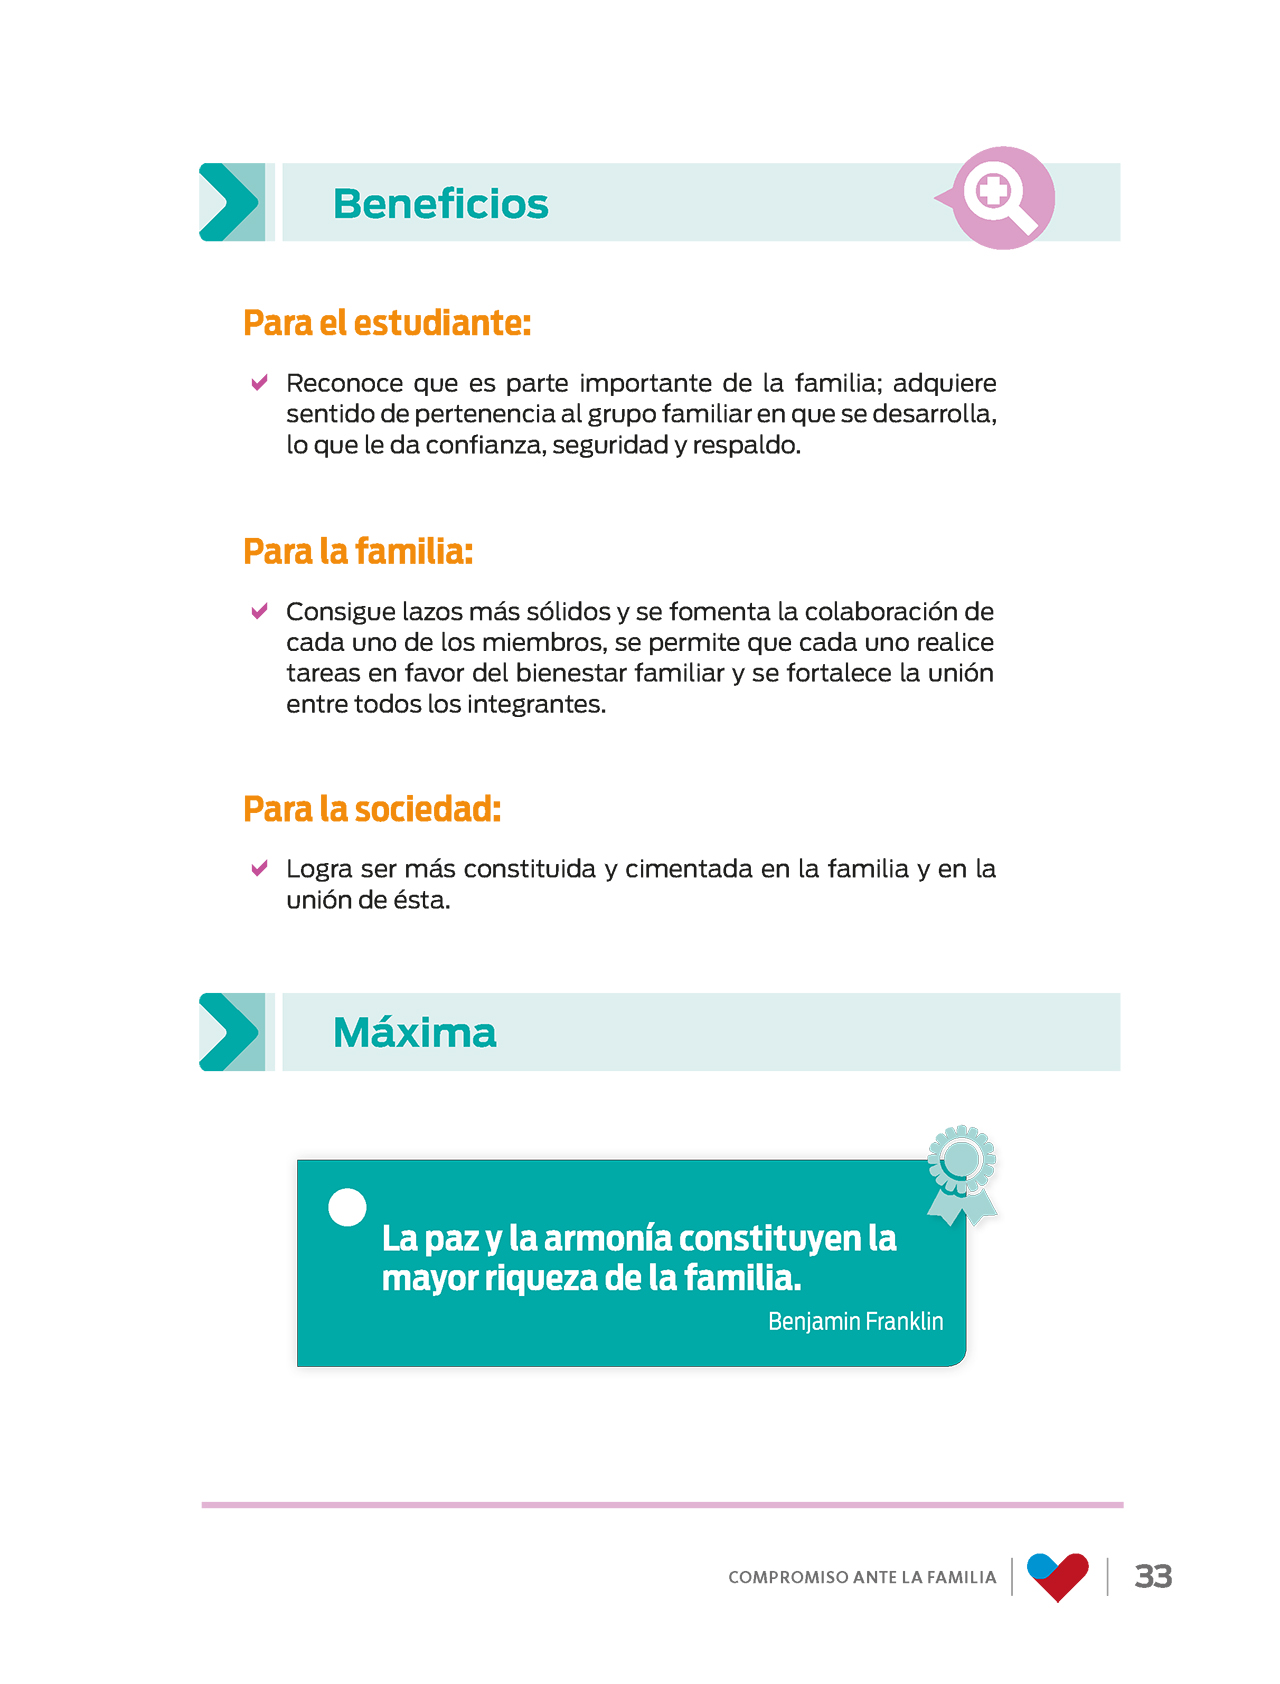 Beneficios
Para el estudiante:
Reconoce que es parte importante de la familia; adquiere
sentido de pertenencia al grupo familiar en que se desarrolla,
lo que le da confianza, seguridad y respaldo.
Para la familia:
Consigue lazos más sólidos y se fomenta la colaboración de
cada uno de los miembros, se permite que cada uno realice
tareas en favor del bienestar familiar y se fortalece la unión
entre todos los integrantes.
Para la sociedad:
Logra ser más constituida y cimentada en la familia y en la
unión de ésta.
Máxima
La paz y la armonía constituyen la
mayor riqueza de la familia.
Benjamin Franklin
COMPROMISO ANTE LA FAMILIA
33